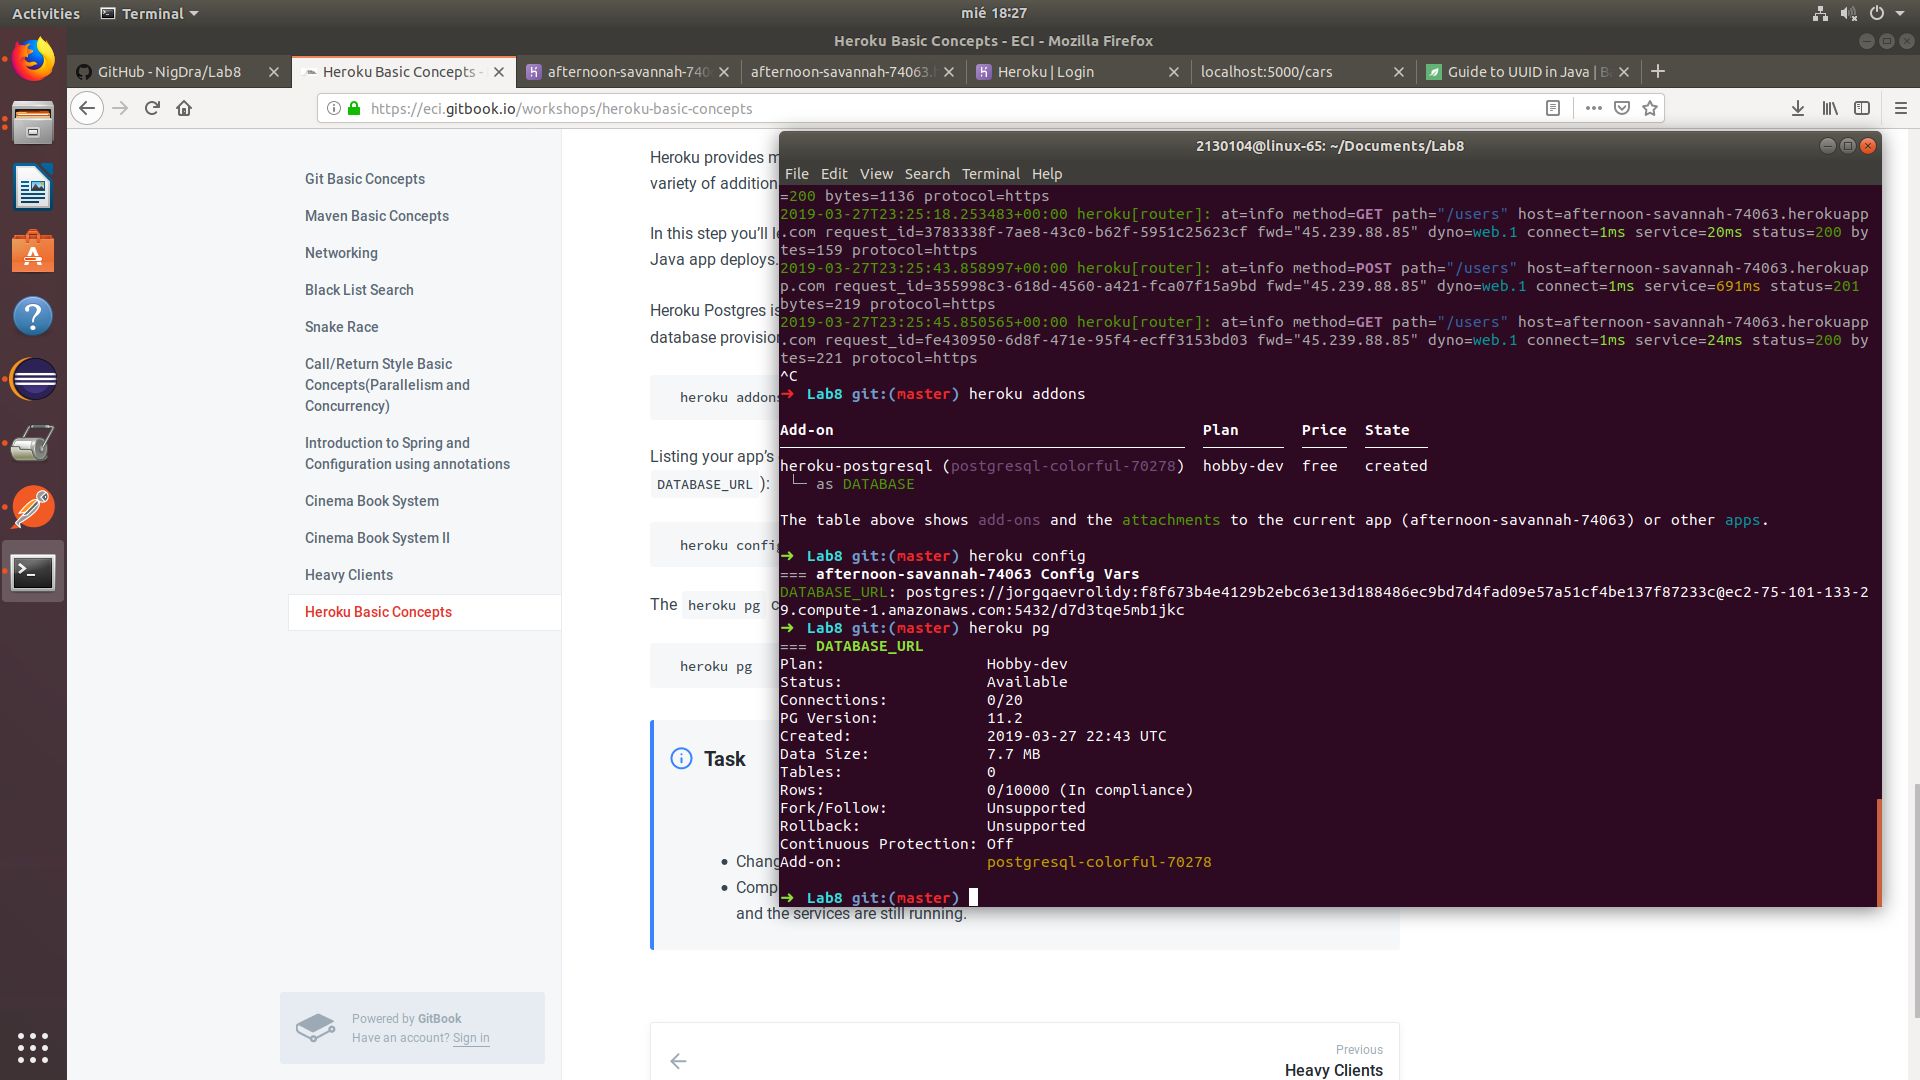 Activities
Terminal
mié 18:27
Heroku Basic Concepts - ECI - Mozilla Firefox
GitHub - NigDra/Lab8
Heroku Basic Concepts -
afternoon-savannah-740
afternoon-savannah-74063.
Heroku | Login
localhost:5000/cars
Guide to UUID in Java | B
https://eci.gitbook.io/workshops/heroku-basic-concepts
Git Basic Concepts
Maven Basic Concepts
Networking
Black List Search
Snake Race
Call/Return Style Basic
Concepts(Parallelism and
Concurrency)
Introduction to Spring and
Configuration using annotations
Cinema Book System
Cinema Book System II
Heavy Clients
Heroku Basic Concepts
Powered by GitBook
Have an account? Sign in
Heroku provides m
variety of addition
In this step you'll le
Java app deploys.
Heroku Postgres is
database provision
heroku addons
Listing your app's
DATABASE_URL ):
heroku config
The heroku pg c
heroku pg
Task
Chang
Comp
and the services are still running.
Previous
Heavy Clients
2130104@linux-65: ~/Documents/Lab8
File Edit View Search Terminal Help
=200 bytes=1136 protocol=https
2019-03-27T23:25:18.253483+00:00 heroku[router]: at=info method=GET path="/users" host=afternoon-savannah-74063.herokuapp
.com request_id=3783338f-7ae8-43c0-b62f-5951c25623cf fwd="45.239.88.85" dyno=web.1 connect=1ms service=20ms status=200 by
tes=159 protocol=https
2019-03-27T23:25:43.858997+00:00 heroku[router]: at=info method=POST path="/users" host=afternoon-savannah-74063.herokuap
p.com request_id=355998c3-618d-4560-a421-fca07f15a9bd fwd="45.239.88.85" dyno=web.1 connect=1ms service=691ms status=201
bytes=219 protocol=https
2019-03-27T23:25:45.850565+00:00 heroku[router]: at=info method=GET path="/users" host=afternoon-savannah-74063.herokuapp
.com request_id=fe430950-6d8f-471e-95f4-ecff3153bd03 fwd="45.239.88.85" dyno=web.1 connect=1ms service=24ms status=200 by
tes=221 protocol=https
^C
➜ Lab8 git:(master) heroku addons
Add-on Plan Price State
heroku-postgresql (postgresql-colorful-70278) hobby-dev free created
└─ as DATABASE
The table above shows add-ons and the attachments to the current app (afternoon-savannah-74063) or other apps.
➜ Lab8 git:(master) heroku config
=== afternoon-savannah-74063 Config Vars
DATABASE_URL: postgres://jorgqaevrolidy:f8f673b4e4129b2ebc63e13d188486ec9bd7d4fad09e57a51cf4be137f87233c@ec2-75-101-133-2
9.compute-1.amazonaws.com:5432/d7d3tqe5mb1jkc
➜ Lab8 git:(master) heroku pg
=== DATABASE_URL
Plan: Hobby-dev
Status: Available
Connections: 0/20
PG Version: 11.2
Created: 2019-03-27 22:43 UTC
Data Size: 7.7 MB
Tables: 0
Rows: 0/10000 (In compliance)
Fork/Follow: Unsupported
Rollback: Unsupported
Continuous Protection: Off
Add-on: postgresql-colorful-70278
➜ Lab8 git:(master)